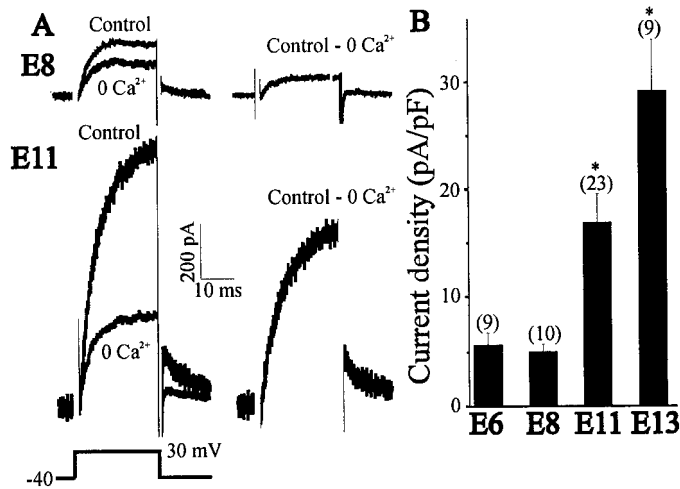 A
E8
Control
0 Ca²⁺
Control - 0 Ca²⁺
E11
Control
0 Ca²⁺
Control - 0 Ca²⁺
200 pA
10 ms
-40
30 mV
B
Current density (pA/pF)
30
20
10
0
(9)
(10)
*
(23)
*
(9)
E6
E8
E11
E13